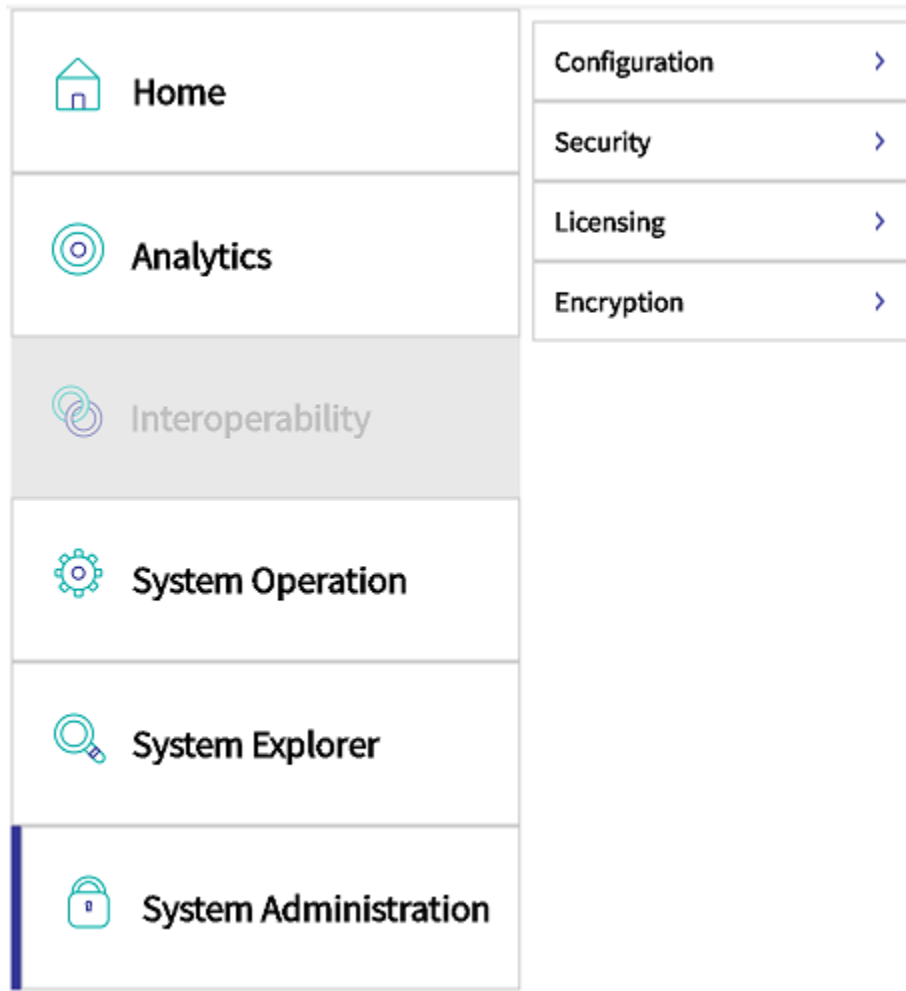 Home
Analytics
Interoperability
System Operation
System Explorer
System Administration
Configuration
Security
Licensing
Encryption